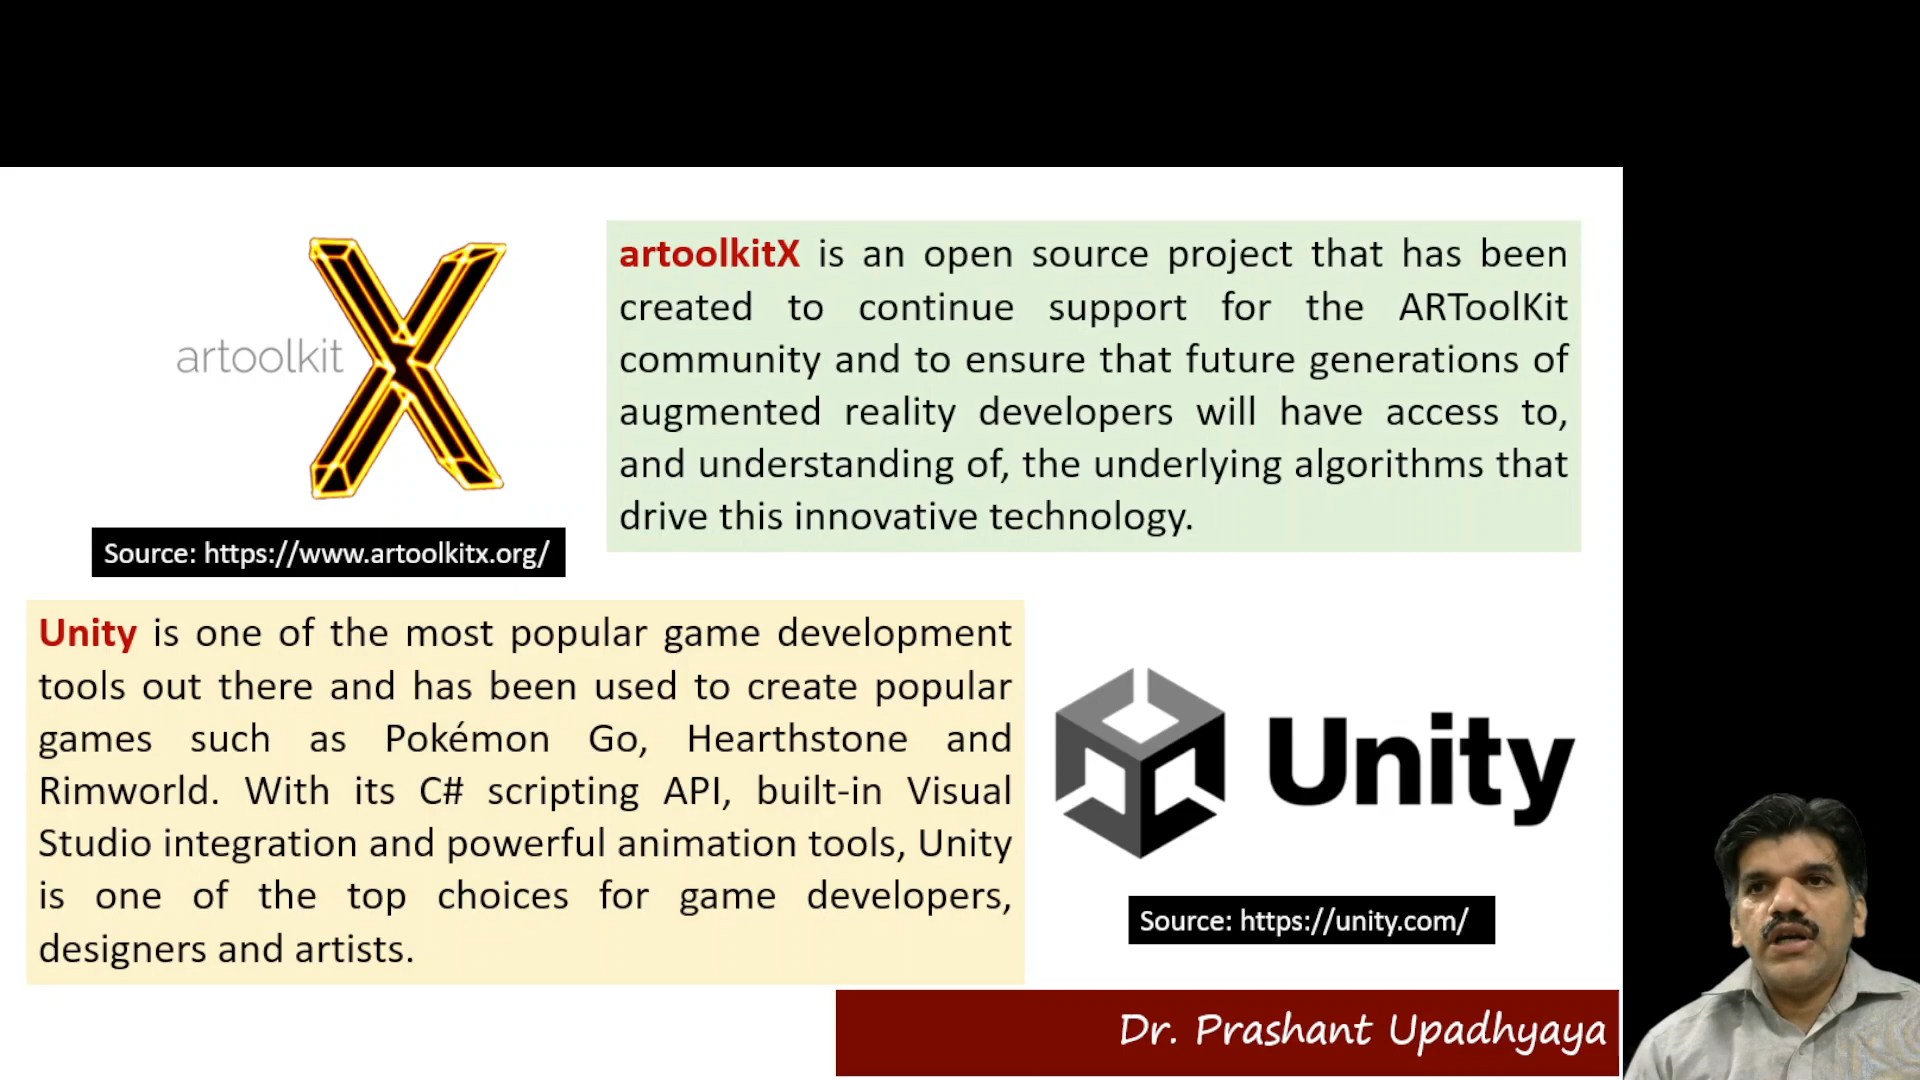 artoolkit X
artoolkitX is an open source project that has been
created to continue support for the ARToolKit
community and to ensure that future generations of
augmented reality developers will have access to,
and understanding of, the underlying algorithms that
drive this innovative technology.
Source: https://www.artoolkitx.org/
Unity is one of the most popular game development
tools out there and has been used to create popular
games such as Pokémon Go, Hearthstone and
Rimworld. With its C# scripting API, built-in Visual
Studio integration and powerful animation tools, Unity
is one of the top choices for game developers,
designers and artists.
Unity
Source: https://unity.com/
Dr. Prashant Upadhyaya